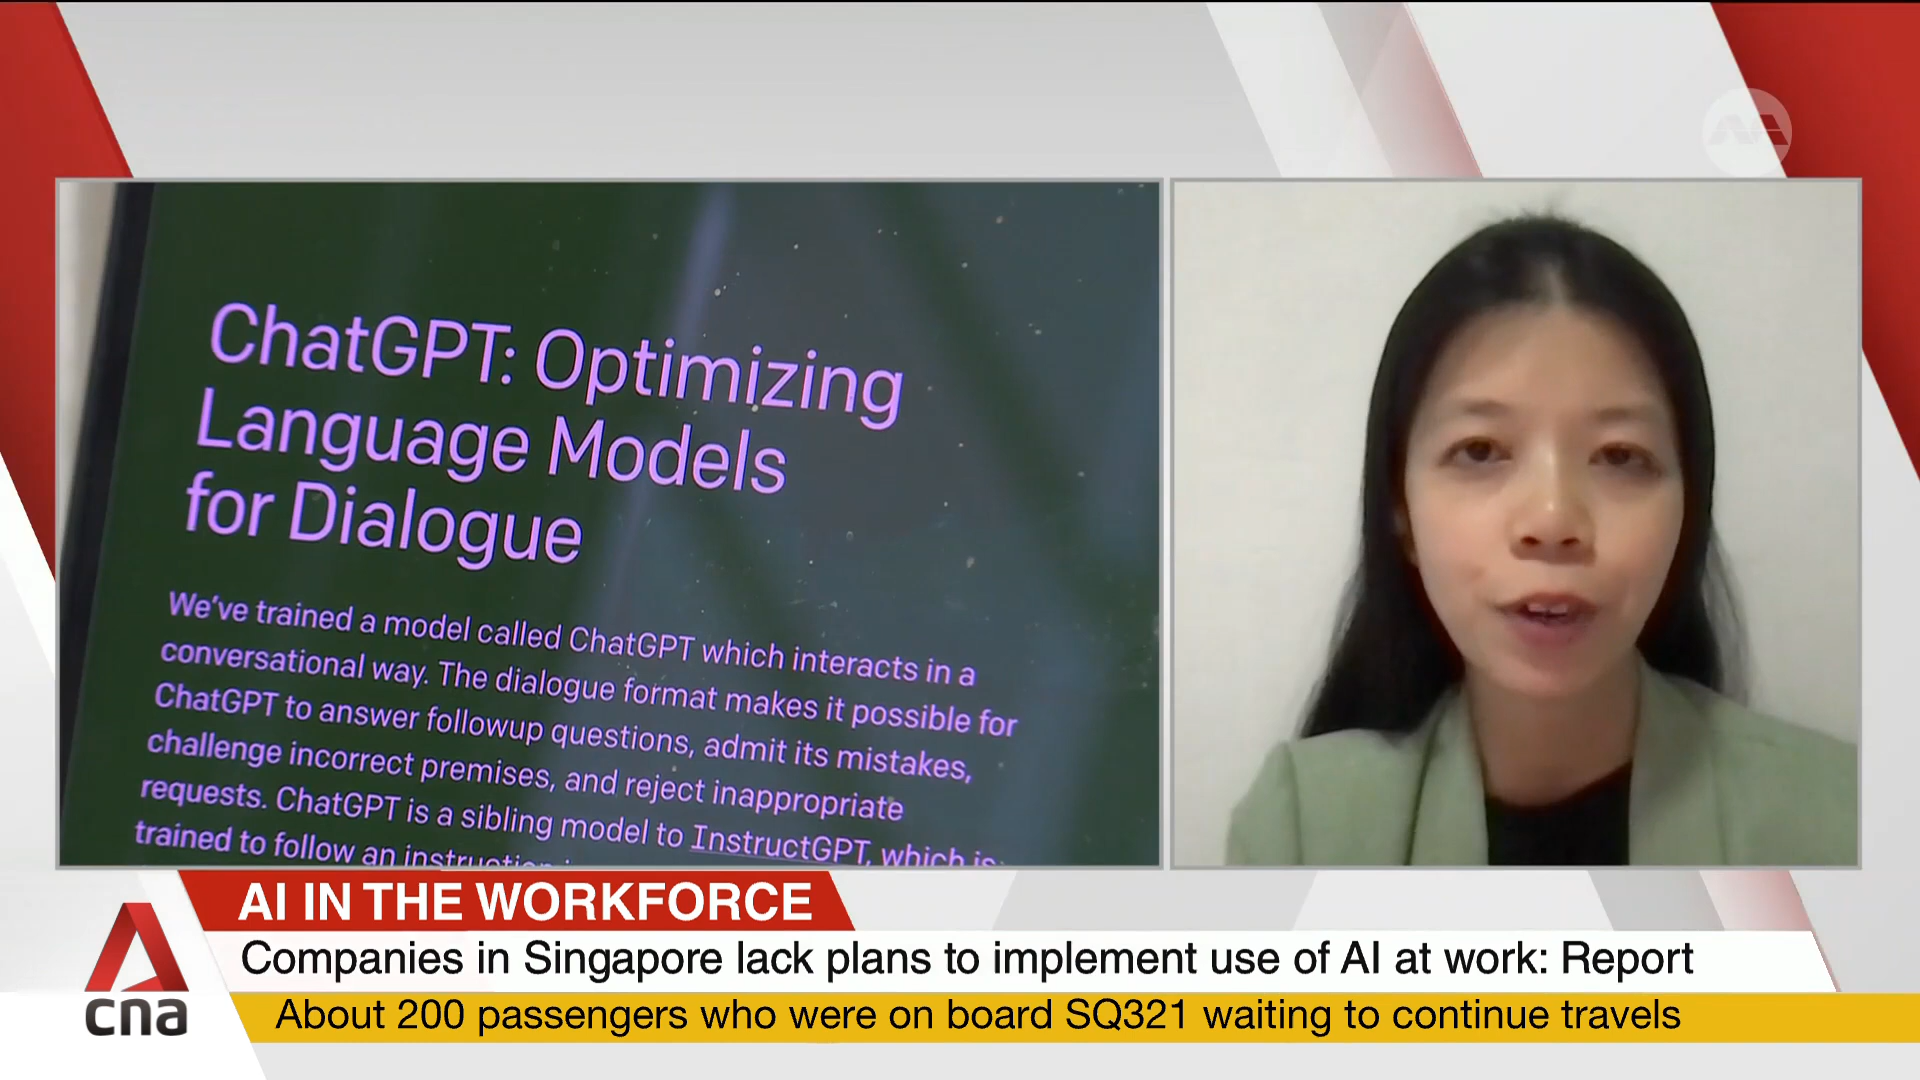 ChatGPT: Optimizing
Language Models
for Dialogue
We've trained a model called ChatGPT which interacts in a
conversational way. The dialogue format makes it possible for
ChatGPT to answer followup questions, admit its mistakes,
challenge incorrect premises, and reject inappropriate
requests. ChatGPT is a sibling model to InstructGPT, which is
trained to follow an instruction
AI IN THE WORKFORCE
Companies in Singapore lack plans to implement use of AI at work: Report
About 200 passengers who were on board SQ321 waiting to continue travels
cna